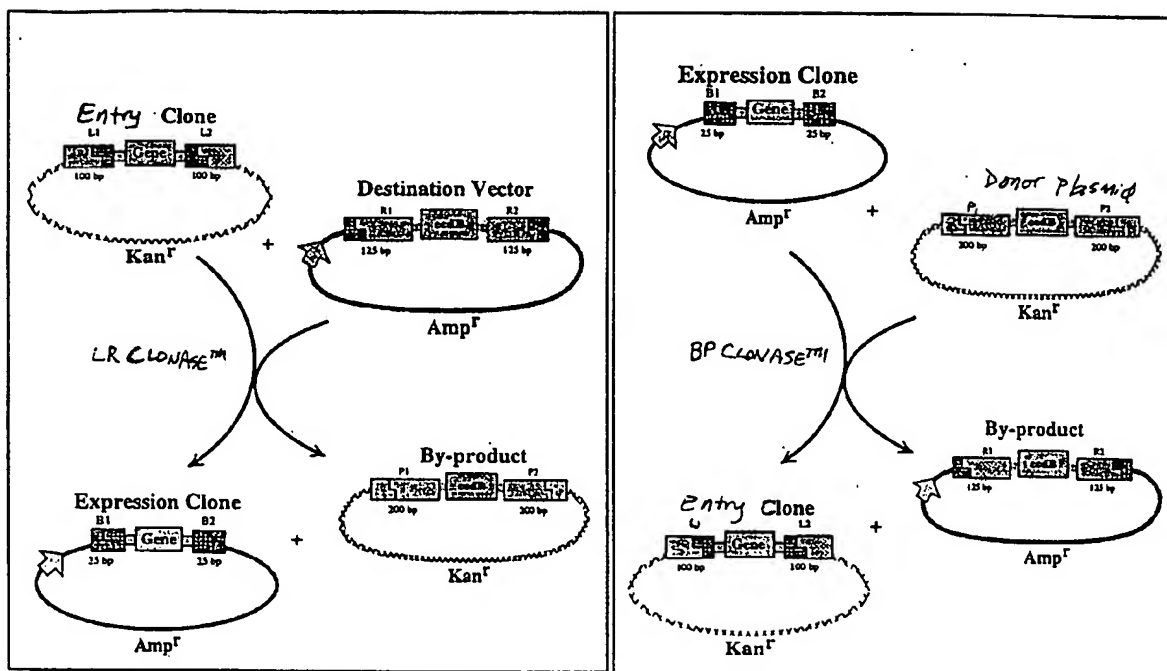 Entry Clone
L1 L2
Gene
100 bp 100 bp
Kanʳ
+
Destination Vector
R1 R2
ccdB
125 bp 125 bp
Ampʳ
LR CLONASE™
Expression Clone
B1 B2
Gene
25 bp 25 bp
Ampʳ
+
By-product
P1 P2
ccdB
200 bp 200 bp
Kanʳ
Expression Clone
B1 B2
Gene
25 bp 25 bp
Ampʳ
+
Donor Plasmid
P P2
ccdB
200 bp 200 bp
Kanʳ
BP CLONASE™
Entry Clone
L2
Gene
100 bp 100 bp
Kanʳ
+
By-product
R1 R2
ccdB
125 bp 125 bp
Ampʳ